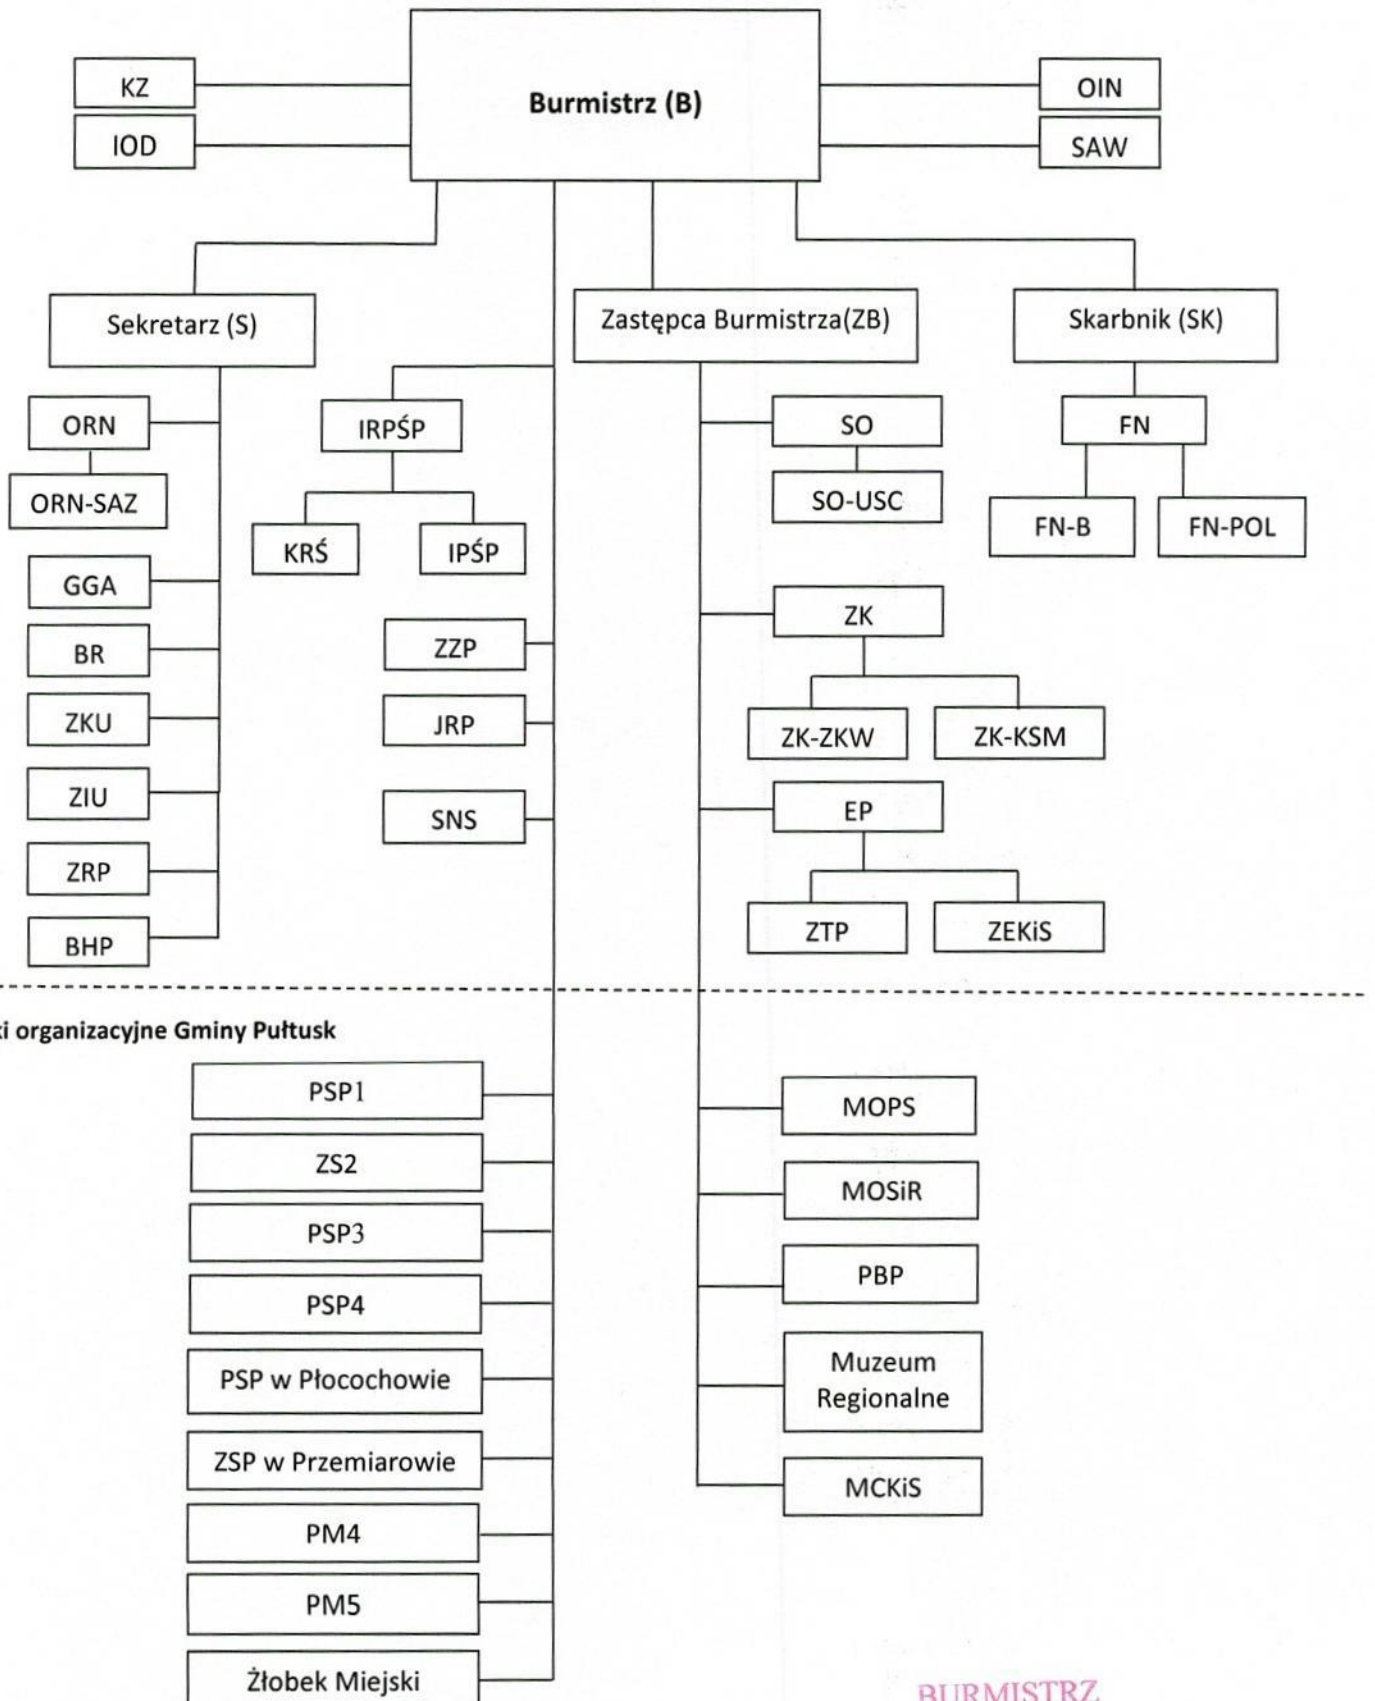 Burmistrz (B)
KZ
IOD
OIN
SAW
Sekretarz (S)
Zastępca Burmistrza(ZB)
Skarbnik (SK)
ORN
ORN-SAZ
GGA
BR
ZKU
ZIU
ZRP
BHP
IRPŚP
KRŚ
IPŚP
ZZP
JRP
SNS
SO
SO-USC
ZK
ZK-ZKW
ZK-KSM
EP
ZTP
ZEKiS
FN
FN-B
FN-POL
ki organizacyjne Gminy Pułtusk
PSP1
ZS2
PSP3
PSP4
PSP w Płocochowie
ZSP w Przemiarowie
PM4
PM5
Żłobek Miejski
MOPS
MOSiR
PBP
Muzeum
Regionalne
MCKiS
BURMISTRZ